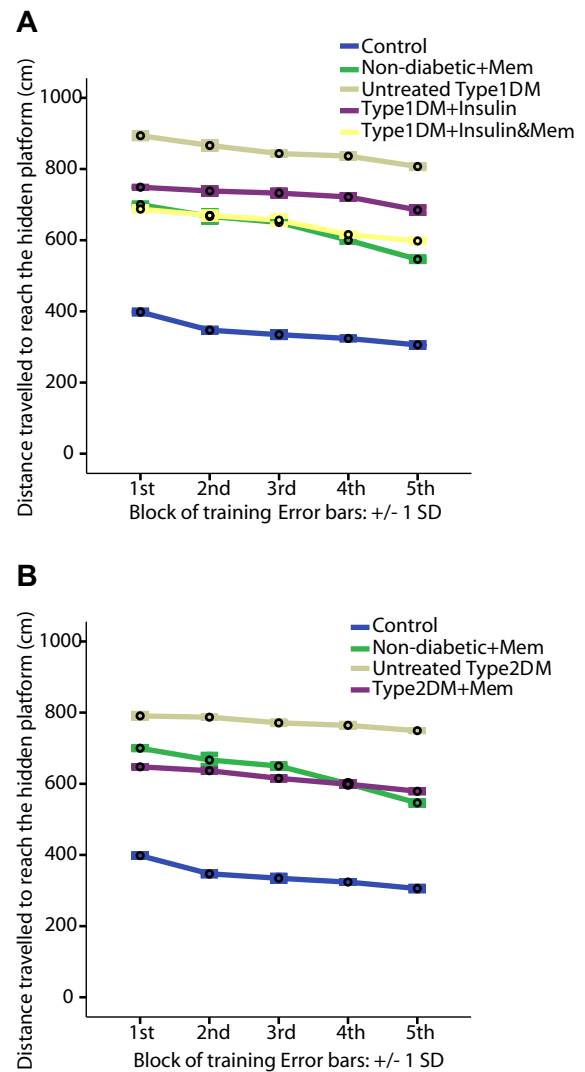 A
Control
Non-diabetic+Mem
Untreated Type1DM
Type1DM+Insulin
Type1DM+Insulin&Mem
Distance travelled to reach the hidden platform (cm)
1000
800
600
400
200
0
1st 2nd 3rd 4th 5th
Block of training Error bars: +/- 1 SD
B
Control
Non-diabetic+Mem
Untreated Type2DM
Type2DM+Mem
Distance travelled to reach the hidden platform (cm)
1000
800
600
400
200
0
1st 2nd 3rd 4th 5th
Block of training Error bars: +/- 1 SD